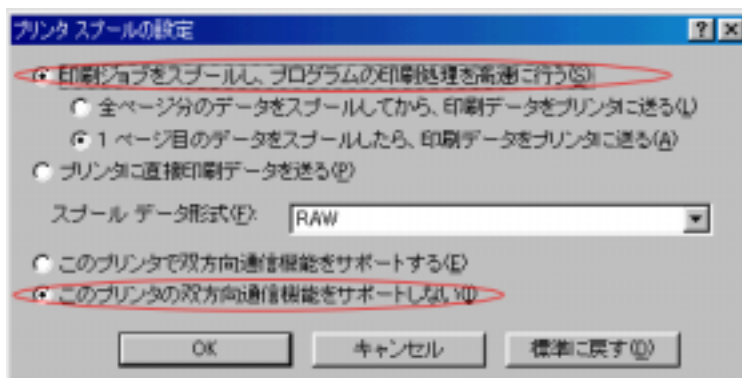 プリンタ スプールの設定
印刷ジョブをスプールし、プログラムの印刷処理を高速に行う(S)
全ページ分のデータをスプールしてから、印刷データをプリンタに送る(L)
1 ページ目のデータをスプールしたら、印刷データをプリンタに送る(A)
プリンタに直接印刷データを送る(P)
スプール データ形式(F):
RAW
このプリンタで双方向通信機能をサポートする(E)
このプリンタの双方向通信機能をサポートしない(I)
OK
キャンセル
標準に戻す(D)